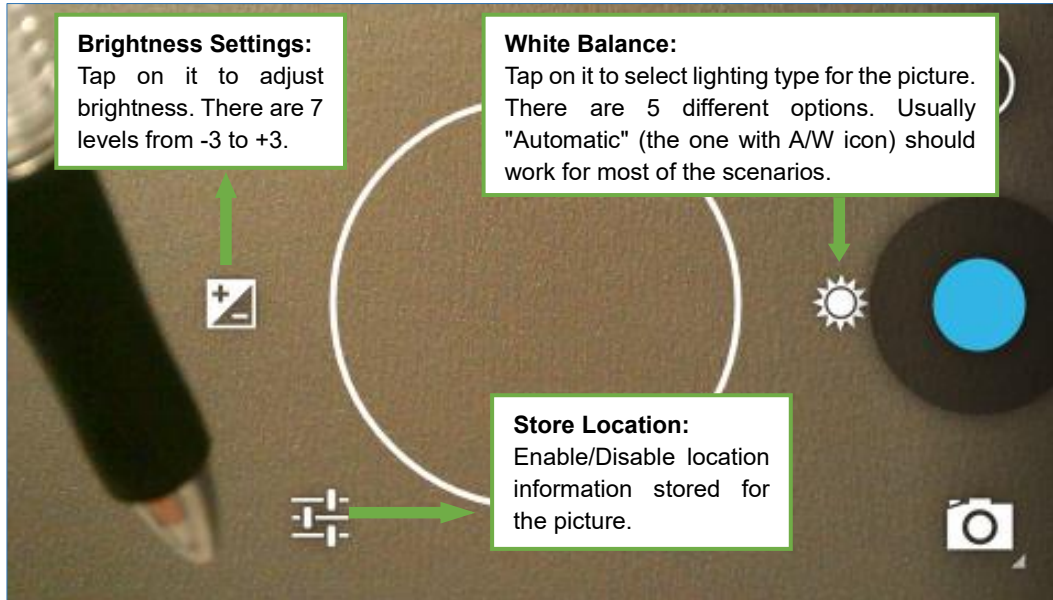 Brightness Settings:
Tap on it to adjust
brightness. There are 7
levels from -3 to +3.
White Balance:
Tap on it to select lighting type for the picture.
There are 5 different options. Usually
"Automatic" (the one with A/W icon) should
work for most of the scenarios.
Store Location:
Enable/Disable location
information stored for
the picture.